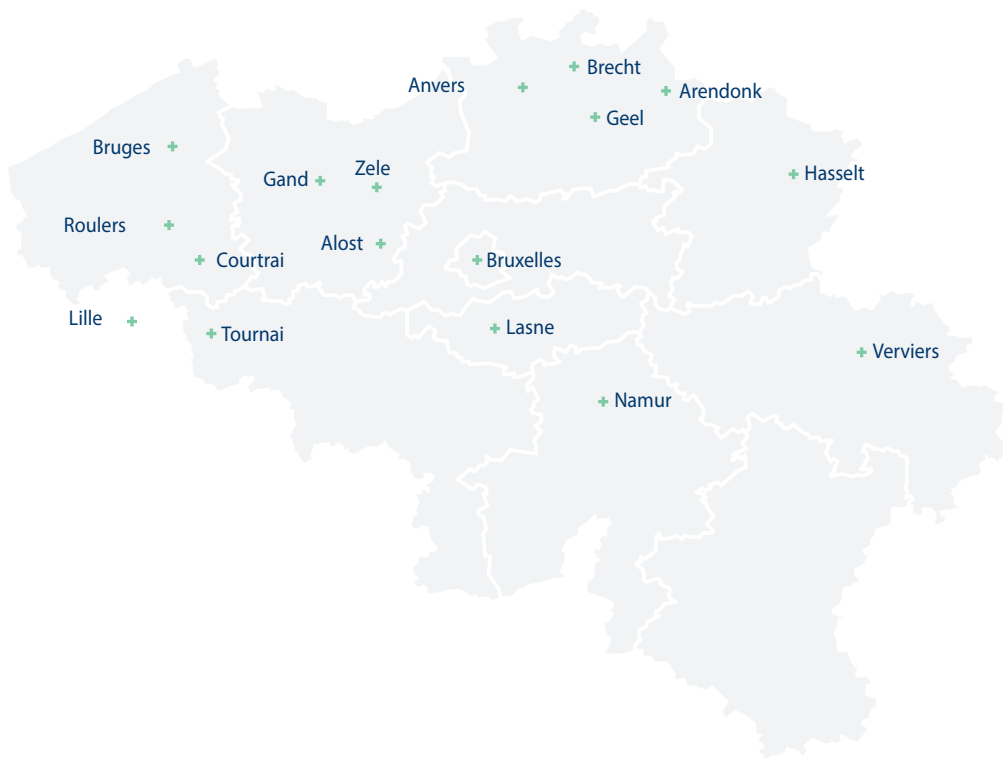 Brecht
Anvers
Arendonk
Geel
Bruges
Zele
Gand
Hasselt
Roulers
Alost
Courtrai
Bruxelles
Lille
Tournai
Lasne
Verviers
Namur